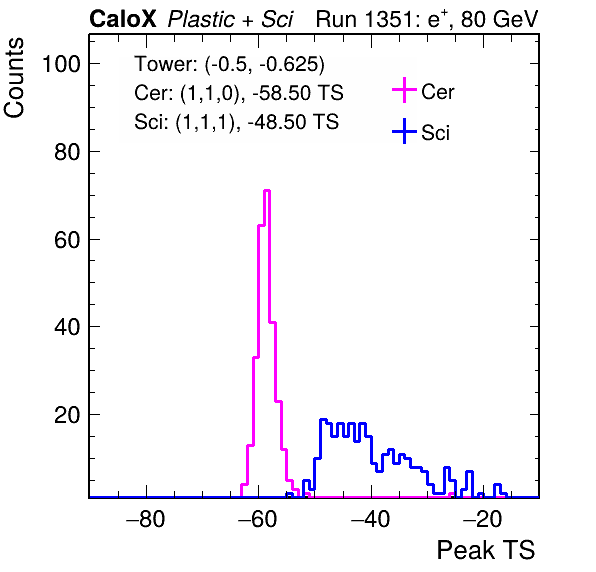 CaloX Plastic + Sci Run 1351: e+, 80 GeV
Counts
100
80
60
40
20
Tower: (-0.5, -0.625)
Cer: (1,1,0), -58.50 TS
Sci: (1,1,1), -48.50 TS
Cer
Sci
−80 −60 −40 −20
Peak TS